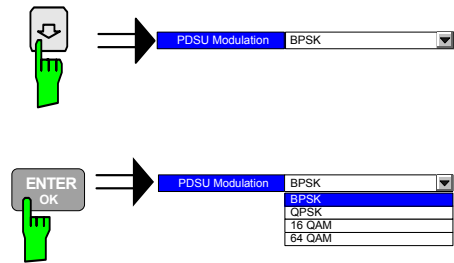 PDSU Modulation BPSK
ENTER
OK
PDSU Modulation BPSK
BPSK
QPSK
16 QAM
64 QAM